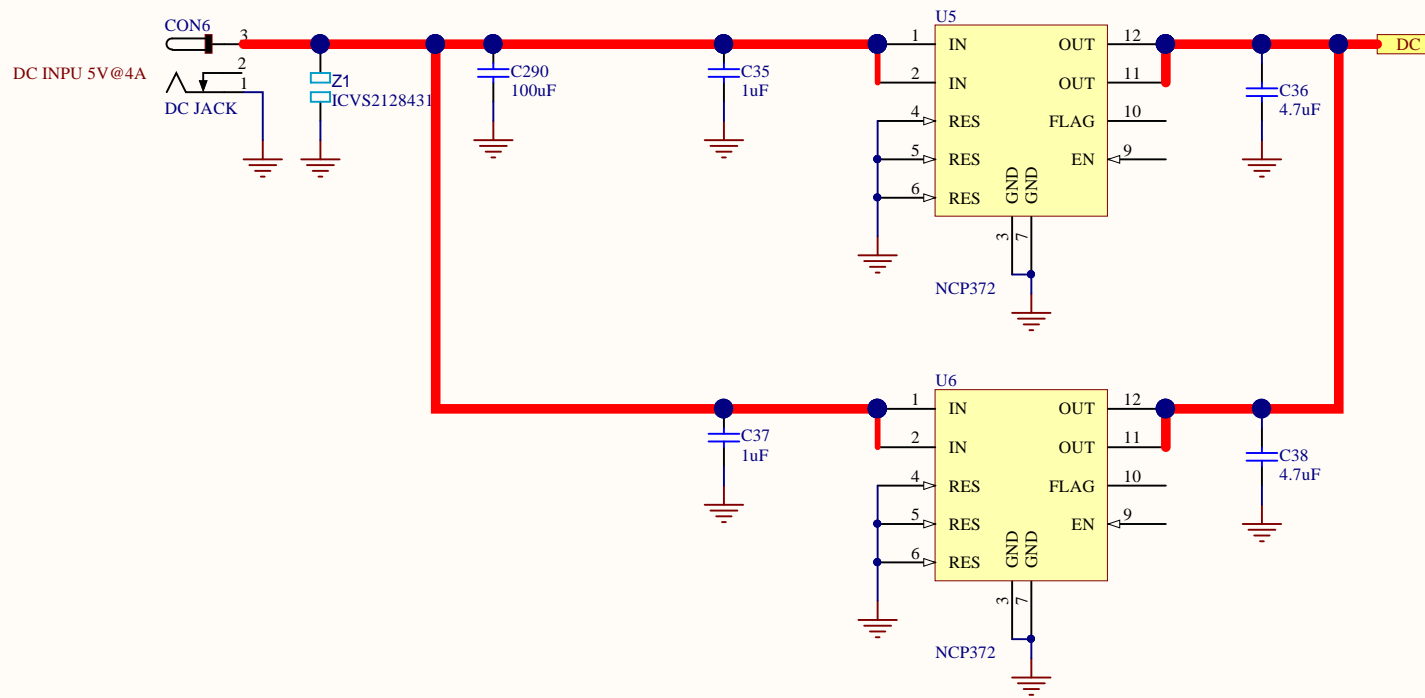 CON6
3
DC INPU 5V@4A
2
1
DC JACK
Z1
ICVS2128431
C290
100uF
C35
1uF
U5
1 IN OUT 12
2 IN OUT 11
4 RES FLAG 10
5 RES EN 9
6 RES
GND
GND
3
7
NCP372
C36
4.7uF
DC
C37
1uF
U6
1 IN OUT 12
2 IN OUT 11
4 RES FLAG 10
5 RES EN 9
6 RES
GND
GND
3
7
NCP372
C38
4.7uF